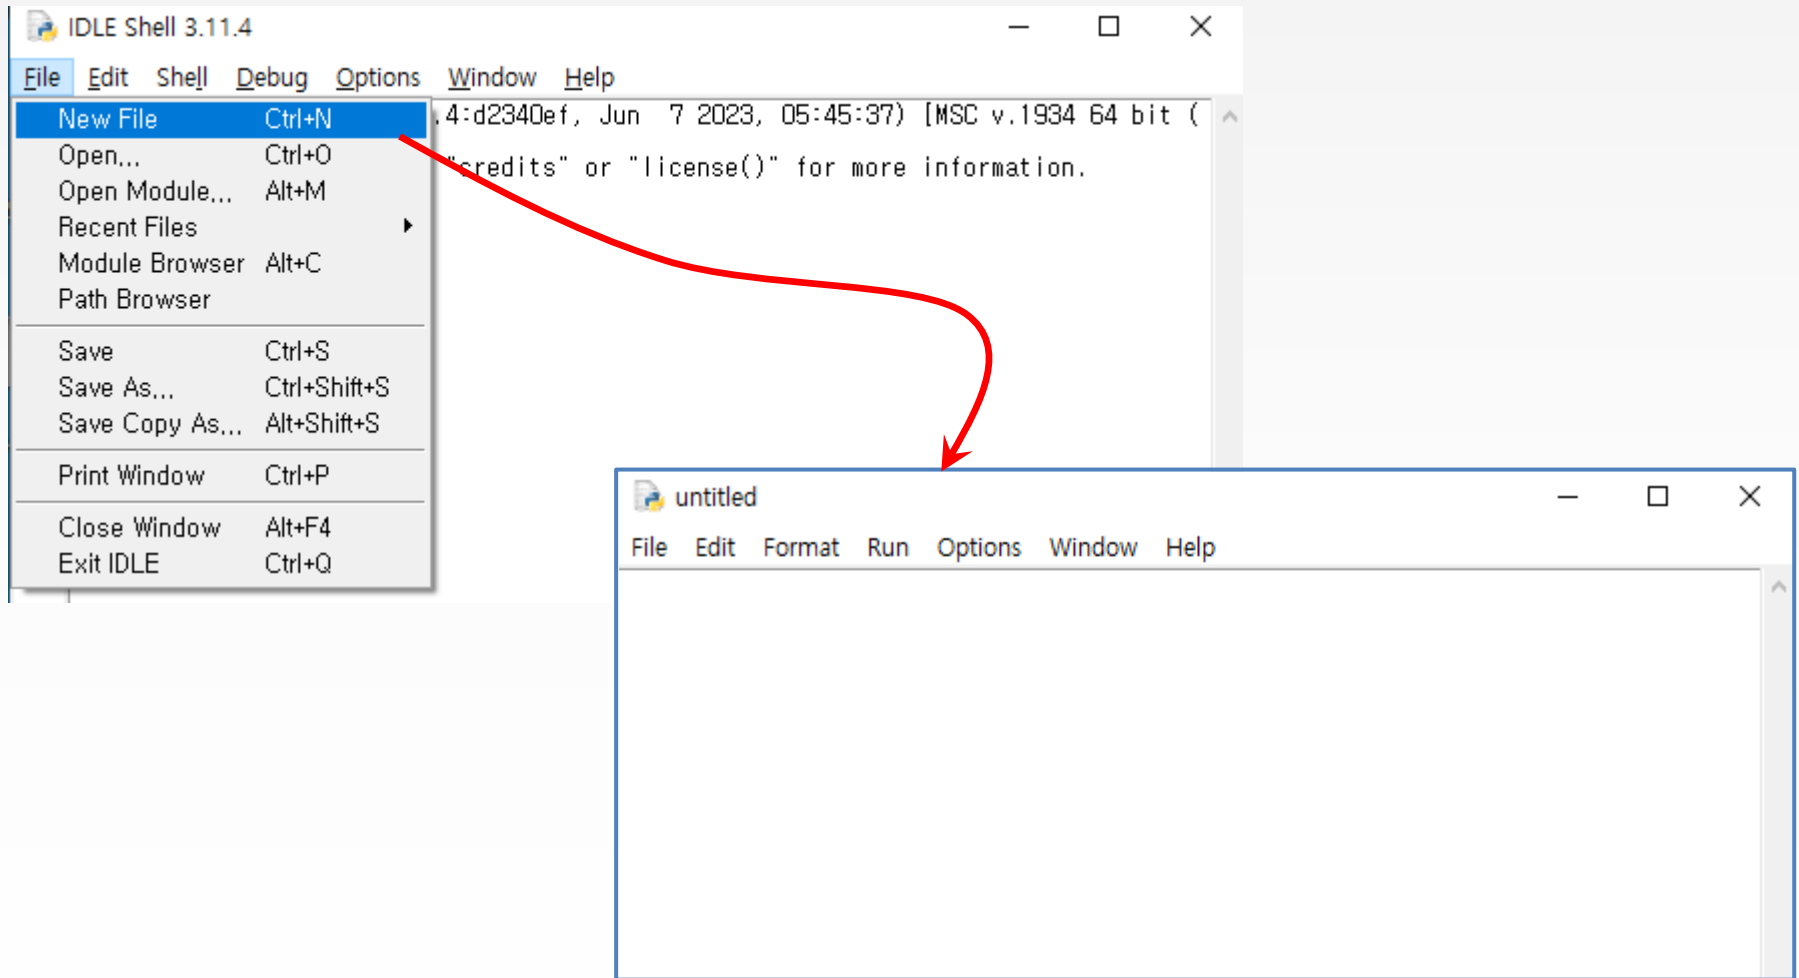 IDLE Shell 3.11.4
File Edit Shell Debug Options Window Help
.4:d2340ef, Jun 7 2023, 05:45:37) [MSC v.1934 64 bit (
"credits" or "license()" for more information.
New File Ctrl+N
Open... Ctrl+O
Open Module... Alt+M
Recent Files
Module Browser Alt+C
Path Browser
Save Ctrl+S
Save As... Ctrl+Shift+S
Save Copy As... Alt+Shift+S
Print Window Ctrl+P
Close Window Alt+F4
Exit IDLE Ctrl+Q
untitled
File Edit Format Run Options Window Help